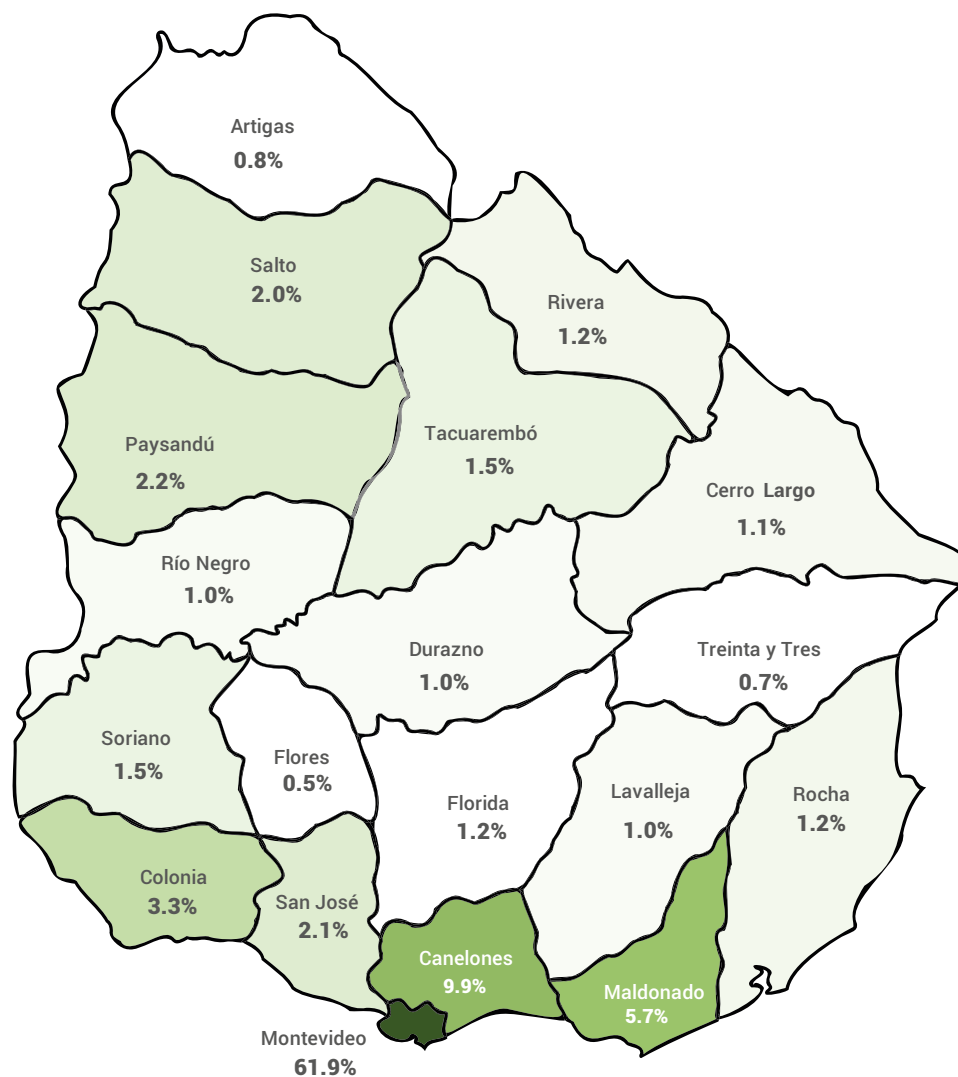 Artigas
0.8%
Salto
2.0%
Rivera
1.2%
Paysandú
2.2%
Tacuarembó
1.5%
Cerro Largo
1.1%
Río Negro
1.0%
Durazno
1.0%
Treinta y Tres
0.7%
Soriano
1.5%
Flores
0.5%
Florida
1.2%
Lavalleja
1.0%
Rocha
1.2%
Colonia
3.3%
San José
2.1%
Canelones
9.9%
Maldonado
5.7%
Montevideo
61.9%